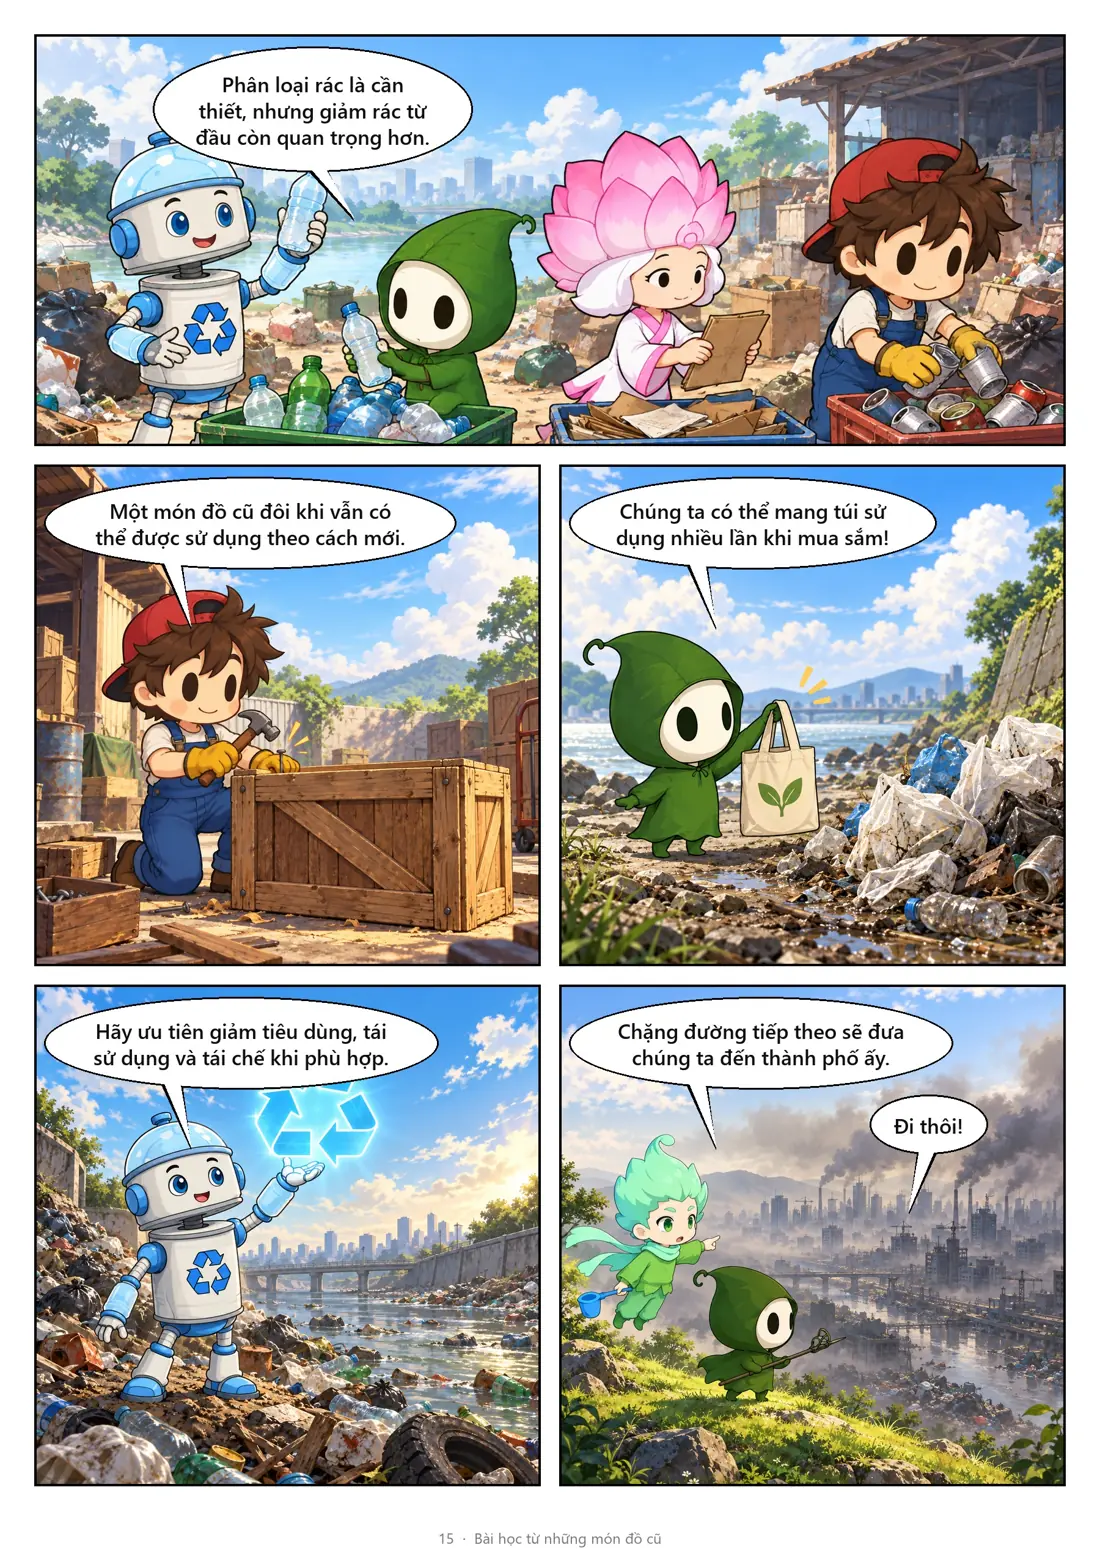 Phân loại rác là cần
thiết, nhưng giảm rác từ
đầu còn quan trọng hơn.
Một món đồ cũ đôi khi vẫn có
thể được sử dụng theo cách mới.
Chúng ta có thể mang túi sử
dụng nhiều lần khi mua sắm!
Hãy ưu tiên giảm tiêu dùng, tái
sử dụng và tái chế khi phù hợp.
Chặng đường tiếp theo sẽ đưa
chúng ta đến thành phố ấy.
Đi thôi!
15 · Bài học từ những món đồ cũ